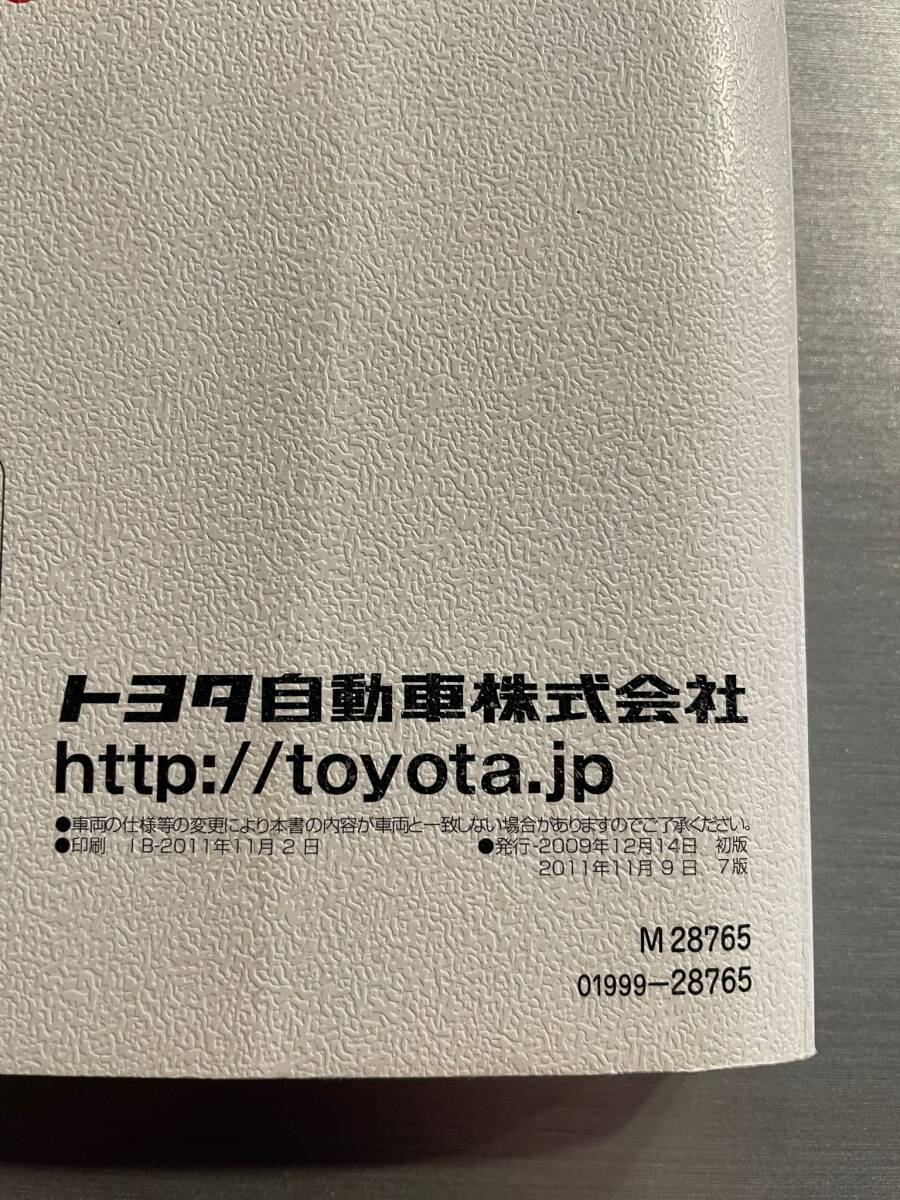 トヨタ自動車株式会社
http://toyota.jp
●車両の仕様等の変更により本書の内容が車両と一致しない場合がありますのでご了承ください。
●印刷 IB-2011年11月2日 ●発行-2009年12月14日 初版
2011年11月9日 7版
M 28765
01999-28765